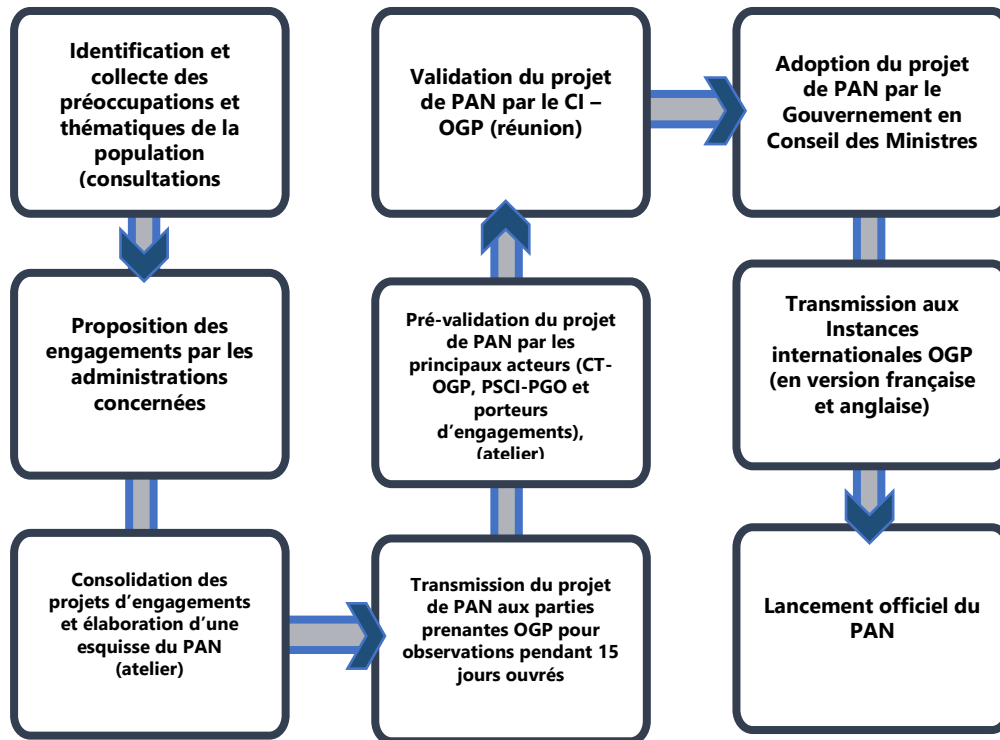 Identification et
collecte des
préoccupations et
thématiques de la
population
(consultations
Proposition des
engagements par les
administrations
concernées
Consolidation des
projets d'engagements
et élaboration d'une
esquisse du PAN
(atelier)
Transmission du projet
de PAN aux parties
prenantes OGP pour
observations pendant 15
jours ouvrés
Pré-validation du projet
de PAN par les
principaux acteurs (CT-
OGP, PSCI-PGO et
porteurs
d'engagements),
(atelier)
Validation du projet
de PAN par le CI –
OGP (réunion)
Adoption du projet
de PAN par le
Gouvernement en
Conseil des Ministres
Transmission aux
Instances
internationales OGP
(en version française
et anglaise)
Lancement officiel du
PAN